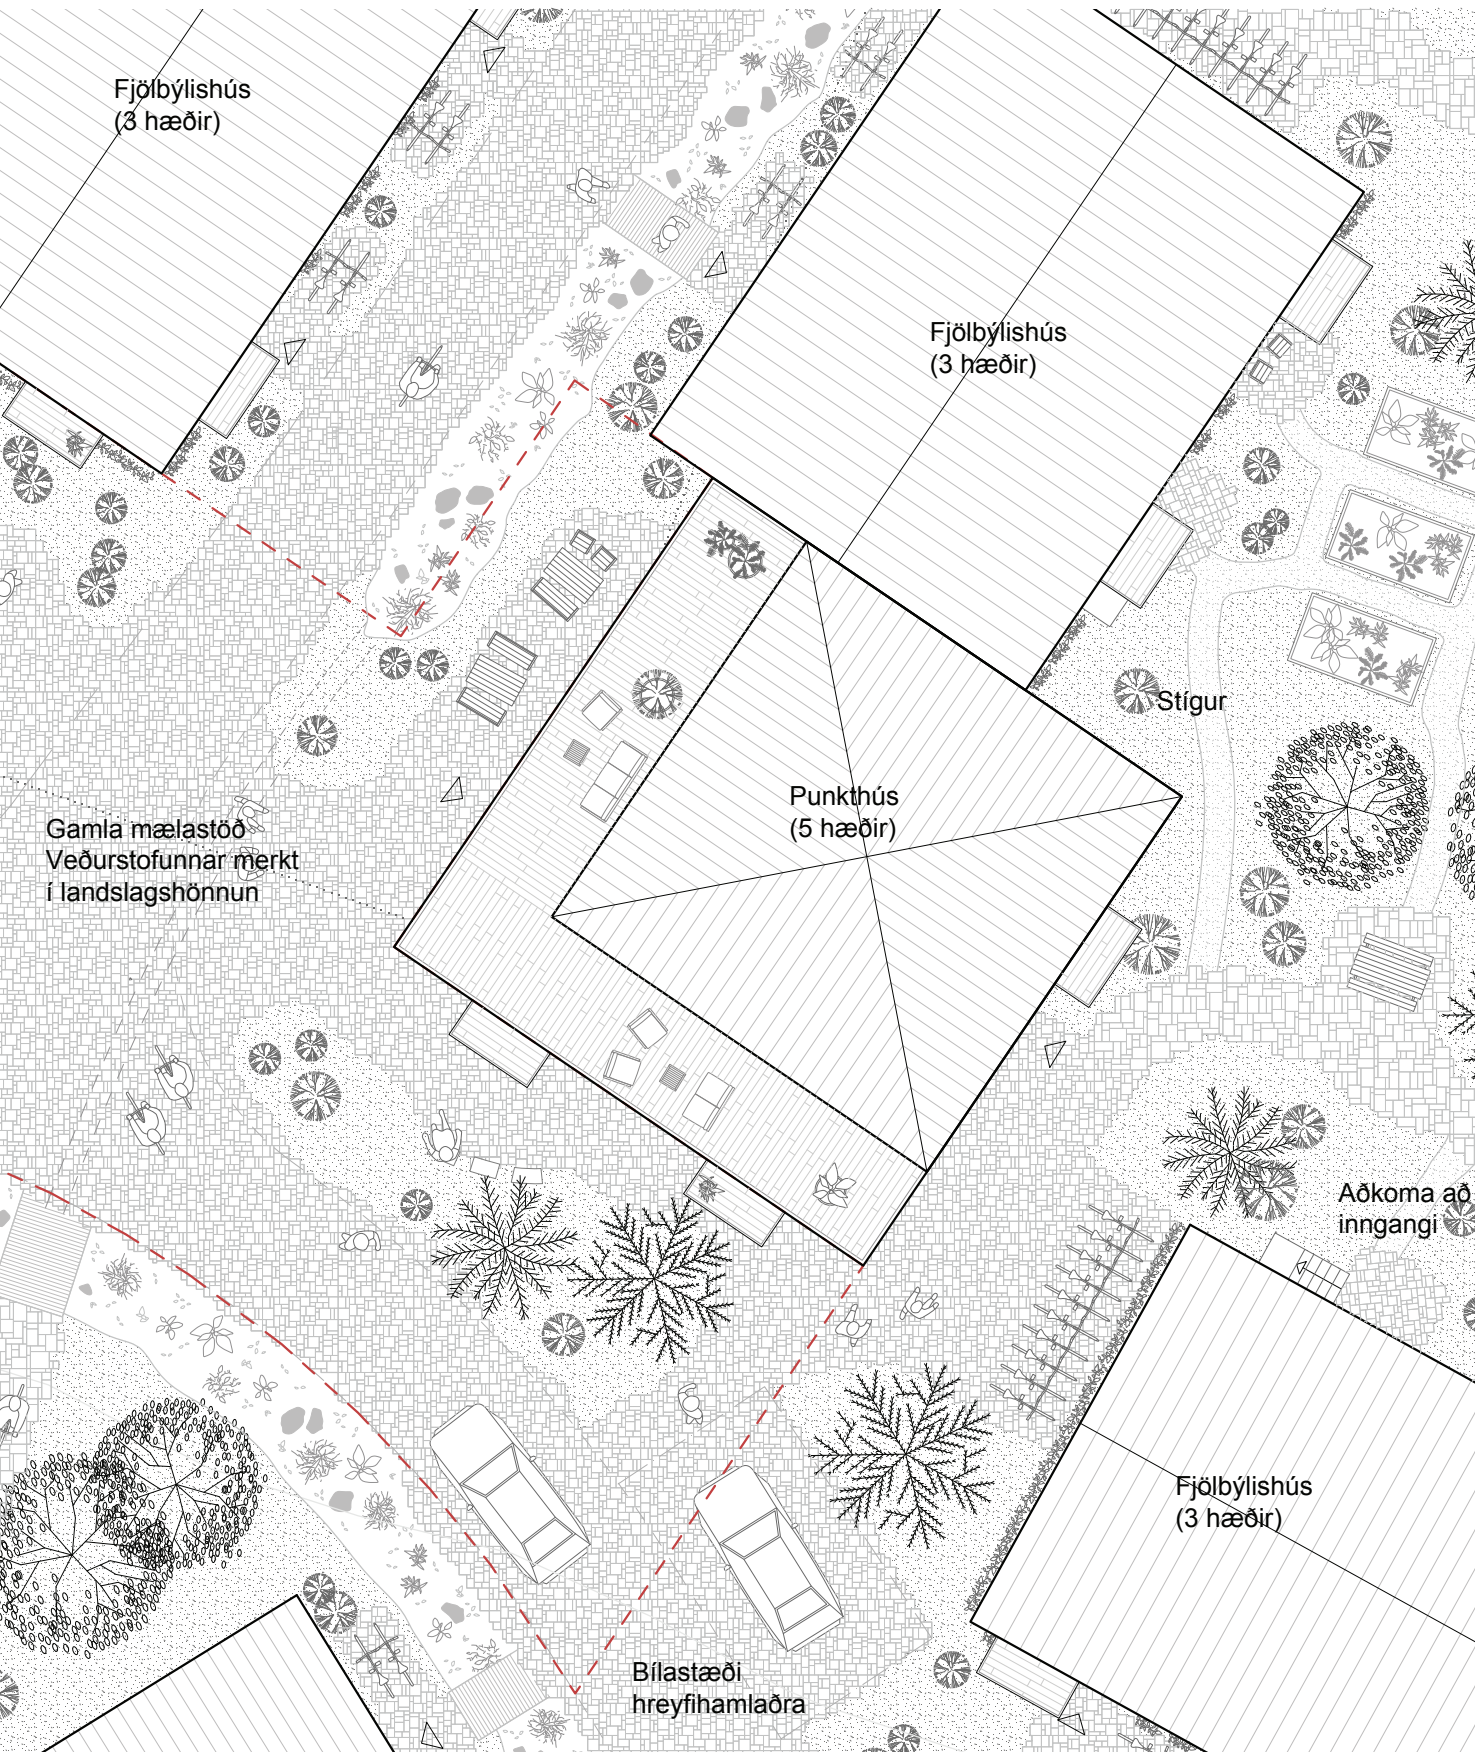 Fjölbýlishús
(3 hæðir)
Fjölbýlishús
(3 hæðir)
Stígur
Punkthús
(5 hæðir)
Gamla mælastöð
Veðurstofunnar merkt
í landslagshönnun
Aðkoma að
inngangi
Fjölbýlishús
(3 hæðir)
Bílastæði
hreyfihamlaðra